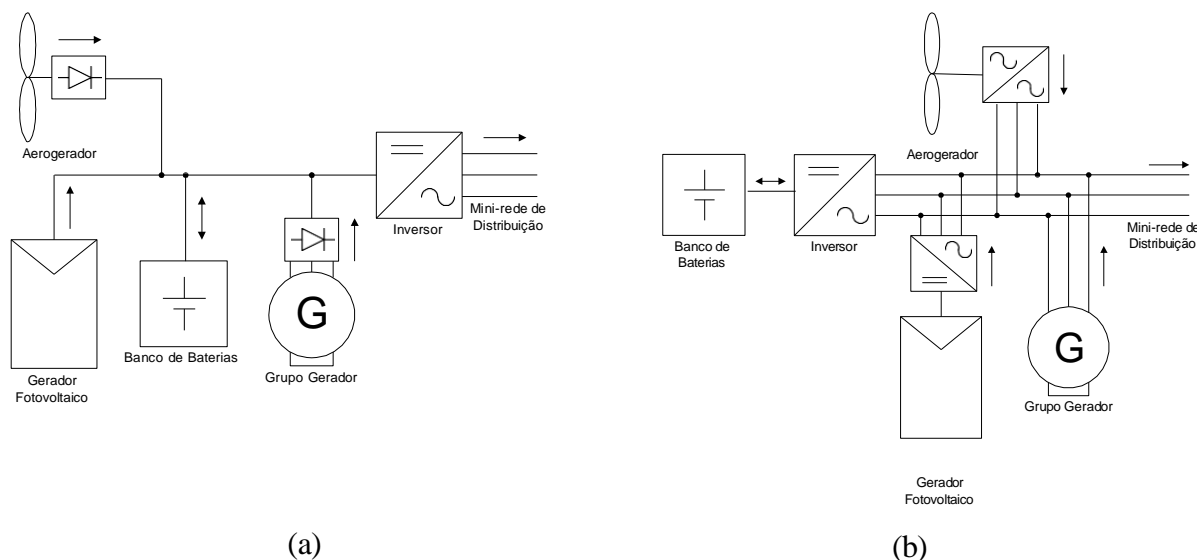 Aerogerador
Inversor
Mini-rede de
Distribuição
G
Banco de Baterias
Grupo Gerador
Gerador
Fotovoltaico
(a)
Aerogerador
Banco de
Baterias
Inversor
Mini-rede de
Distribuição
G
Grupo Gerador
Gerador
Fotovoltaico
(b)